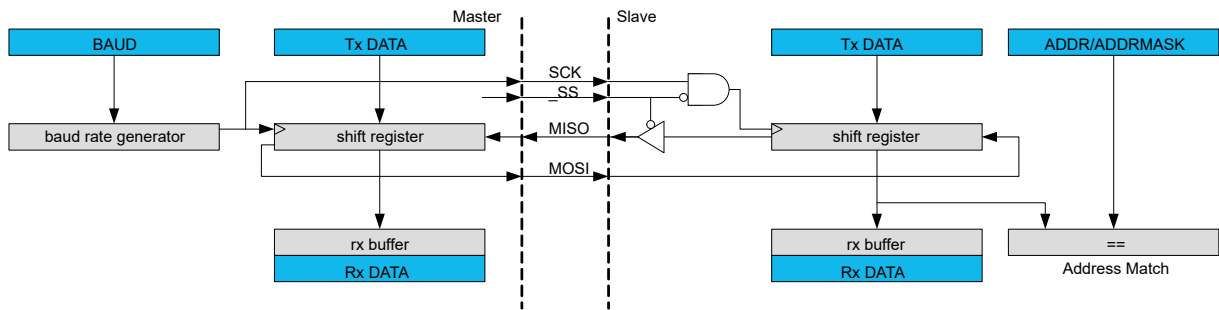 Master
Slave
BAUD
Tx DATA
Tx DATA
ADDR/ADDRMASK
SCK
_SS
baud rate generator
shift register
MISO
shift register
MOSI
rx buffer
rx buffer
==
Rx DATA
Rx DATA
Address Match